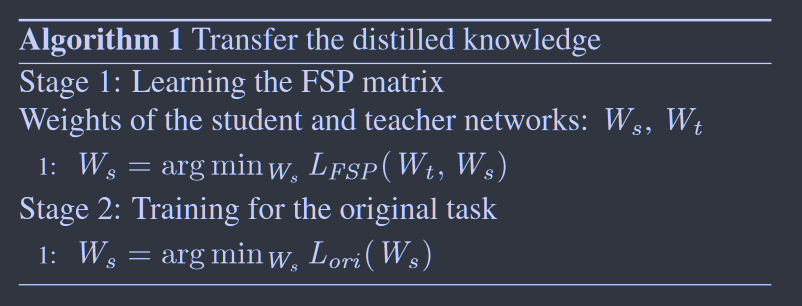 Algorithm 1 Transfer the distilled knowledge
Stage 1: Learning the FSP matrix
Weights of the student and teacher networks: $W_s$, $W_t$
1: $W_s = \arg\min_{W_s} L_{FSP}(W_t, W_s)$
Stage 2: Training for the original task
1: $W_s = \arg\min_{W_s} L_{ori}(W_s)$